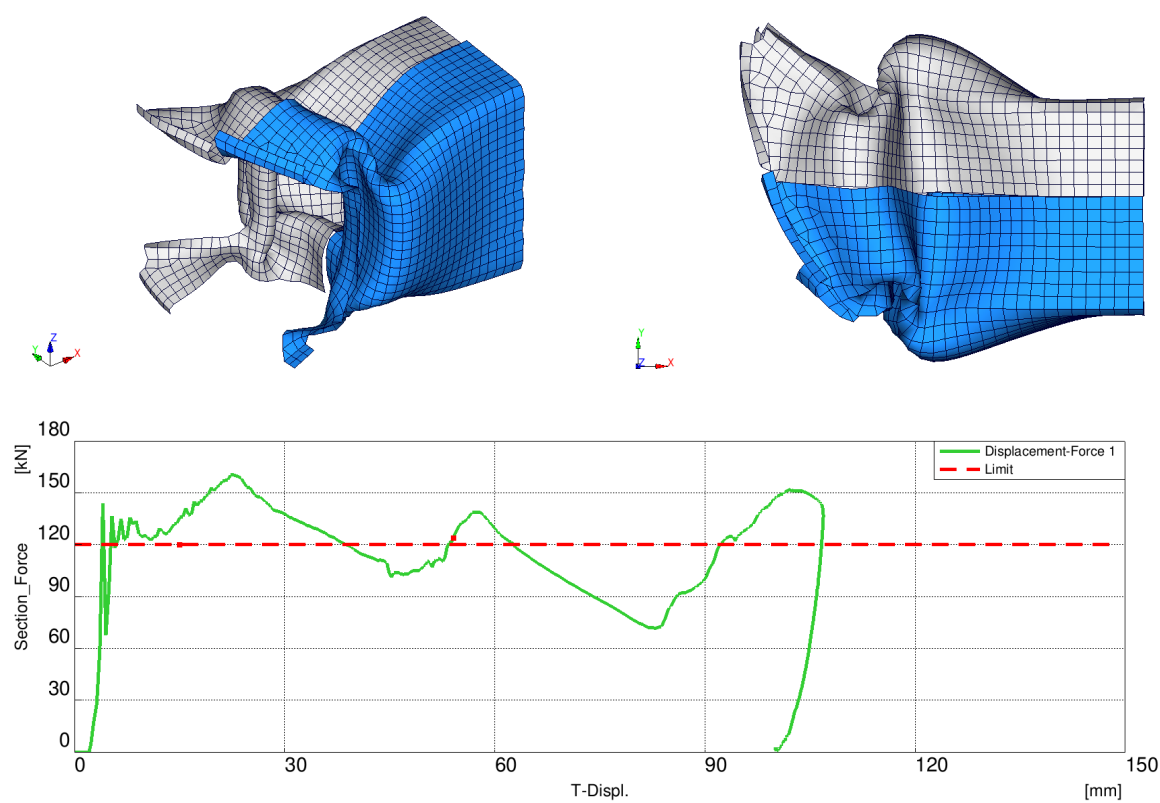 Z
Y
X
Y
Z
X
180
[kN]
150
120
90
60
30
0
Section_Force
Displacement-Force 1
Limit
0
30
60
90
120
150
T-Displ.
[mm]